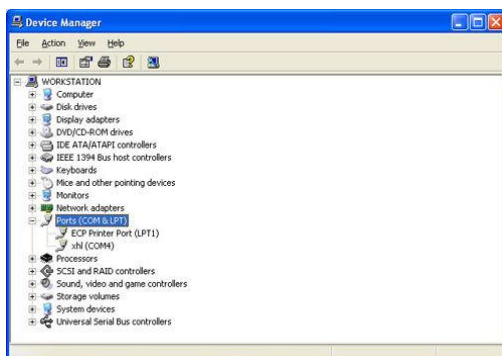 Device Manager
File Action View Help
WORKSTATION
Computer
Disk drives
Display adapters
DVD/CD-ROM drives
IDE ATA/ATAPI controllers
IEEE 1394 Bus host controllers
Keyboards
Mice and other pointing devices
Monitors
Network adapters
Ports (COM & LPT)
ECP Printer Port (LPT1)
xhl (COM4)
Processors
SCSI and RAID controllers
Sound, video and game controllers
Storage volumes
System devices
Universal Serial Bus controllers